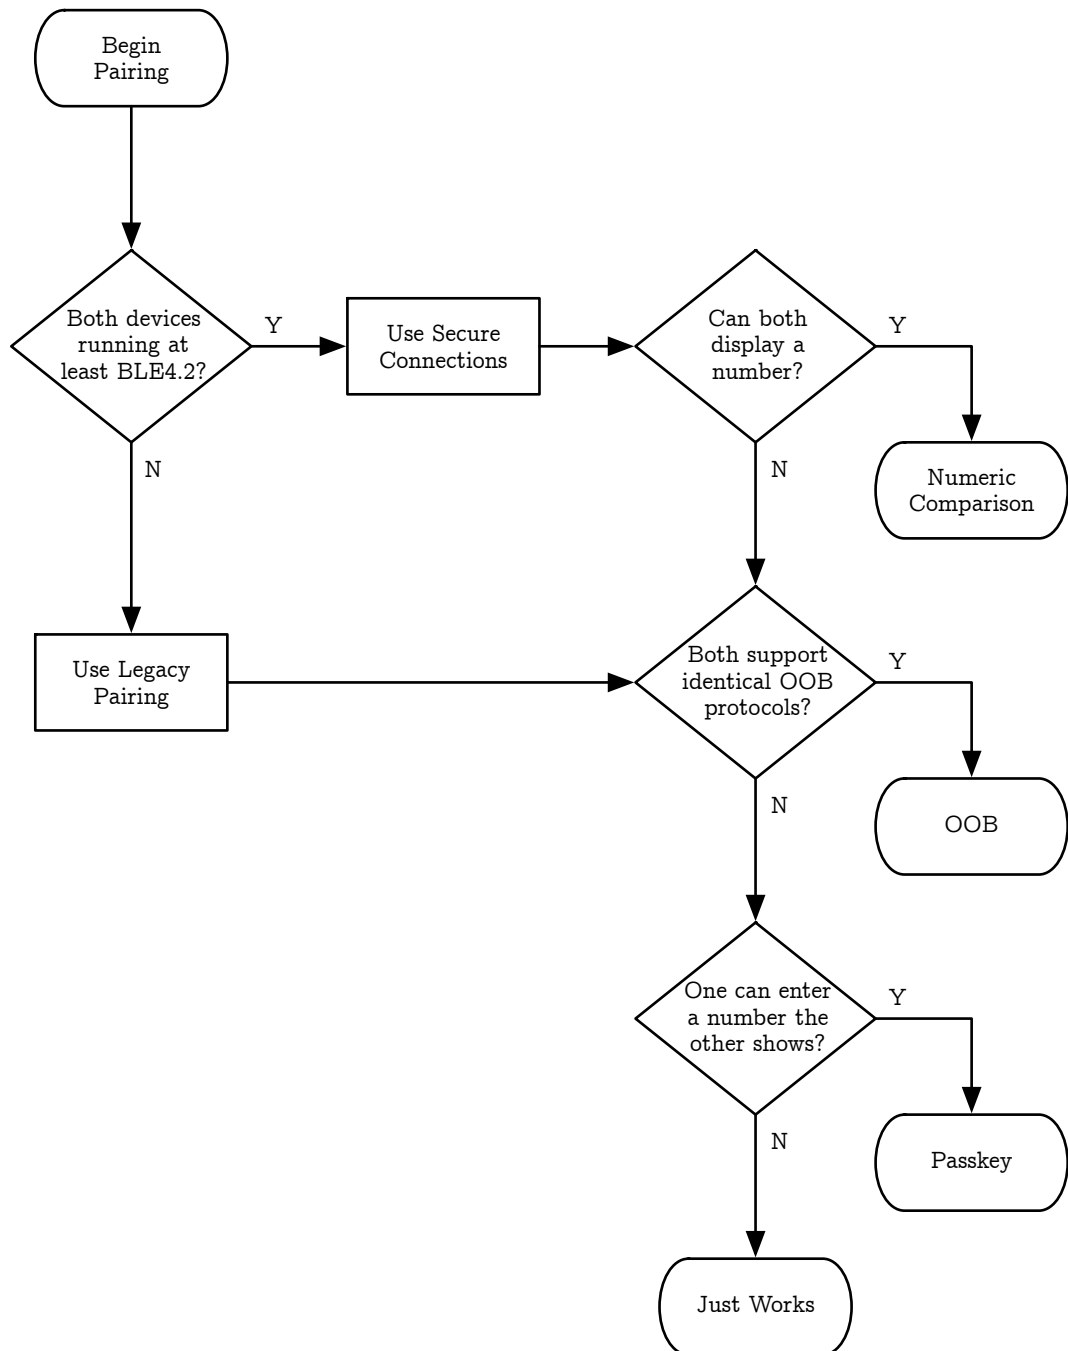 Begin
Pairing
Both devices
running at
least BLE4.2?
Y
Use Secure
Connections
Can both
display a
number?
Y
N
N
Numeric
Comparison
Use Legacy
Pairing
Both support
identical OOB
protocols?
Y
N
OOB
One can enter
a number the
other shows?
Y
N
Passkey
Just Works